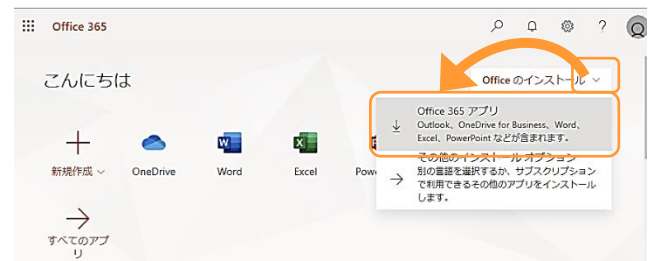 Office 365
?
こんにちは
Office のインストール
Office 365 アプリ
Outlook、OneDrive for Business、Word、
Excel、PowerPoint などが含まれます。
その他のインストール オプション
別の言語を選択するか、サブスクリプション
で利用できるその他のアプリをインストール
します。
新規作成
OneDrive
Word
Excel
Powe
すべてのアプ
リ